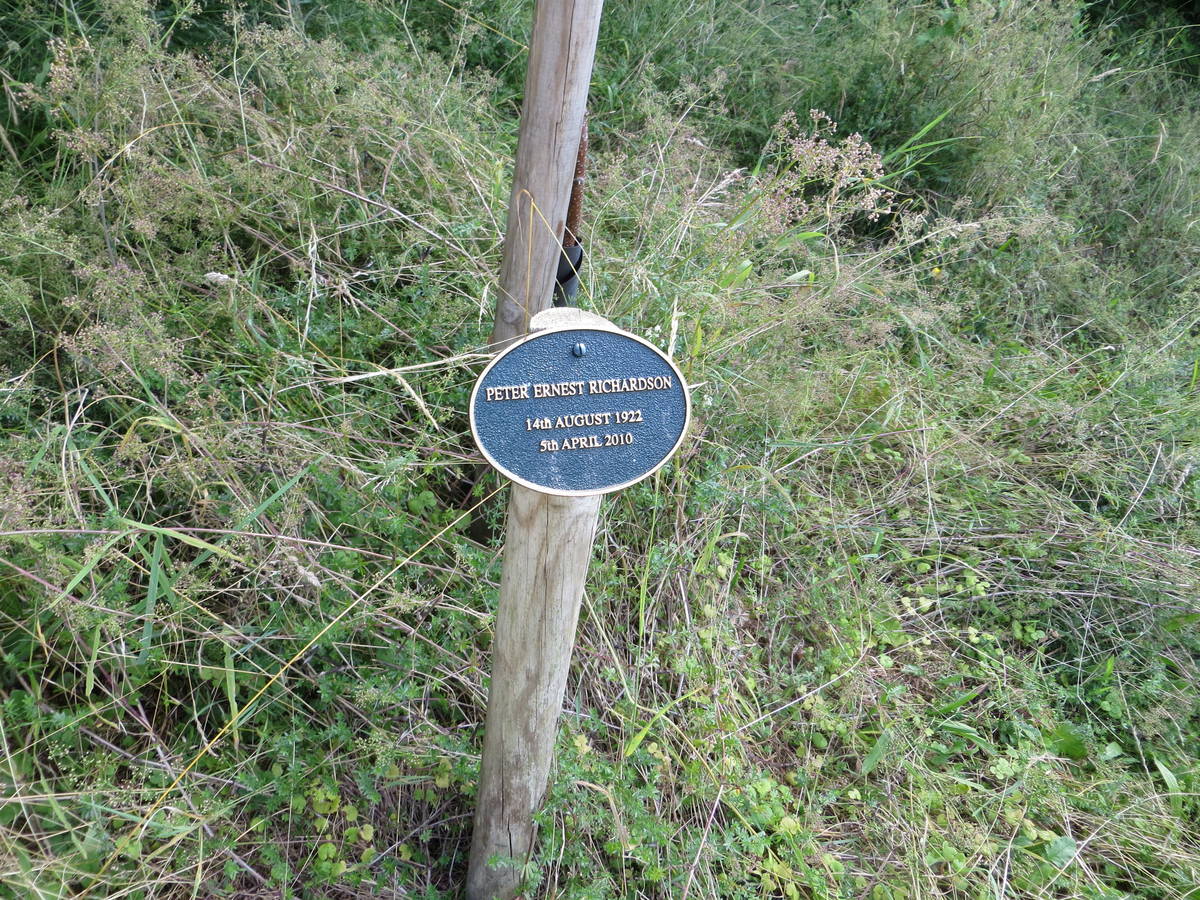 PETER ERNEST RICHARDSON
14th AUGUST 1922
5th APRIL 2010